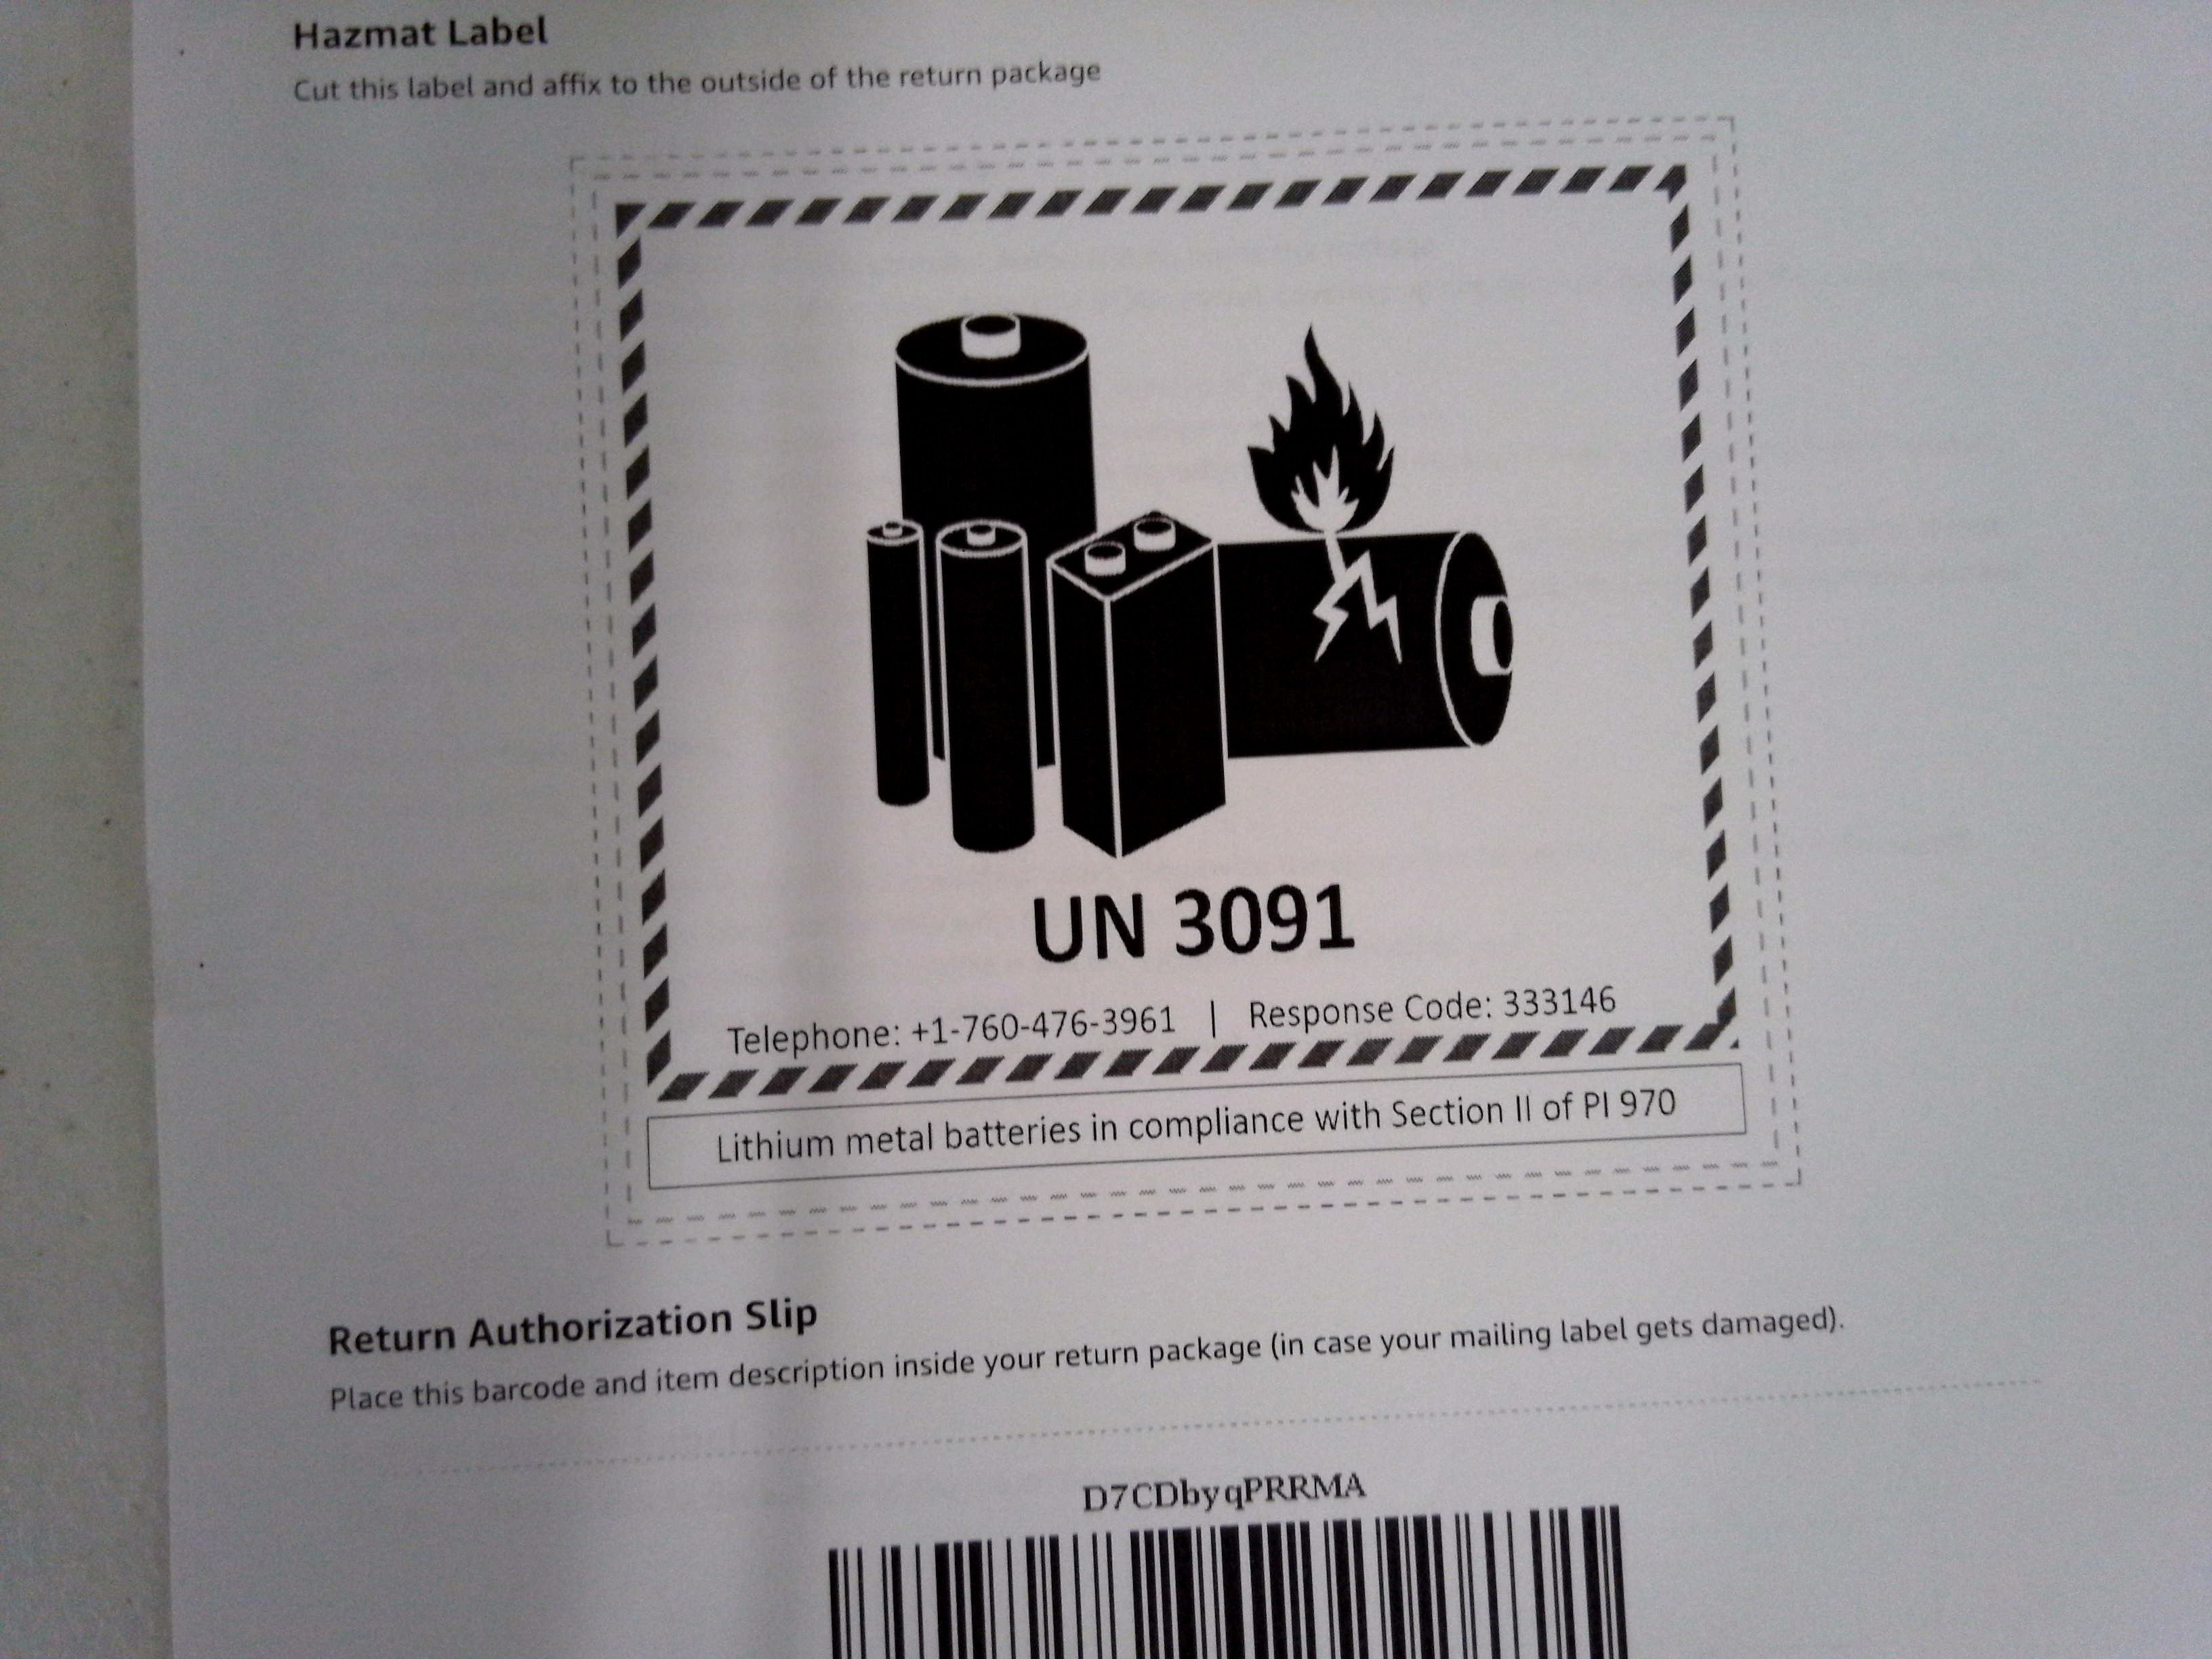 Hazmat Label
Cut this label and affix to the outside of the return package
UN 3091
Telephone: +1-760-476-3961 | Response Code: 333146
Lithium metal batteries in compliance with Section II of PI 970
Return Authorization Slip
Place this barcode and item description inside your return package (in case your mailing label gets damaged).
D7CDbyqPRRMA